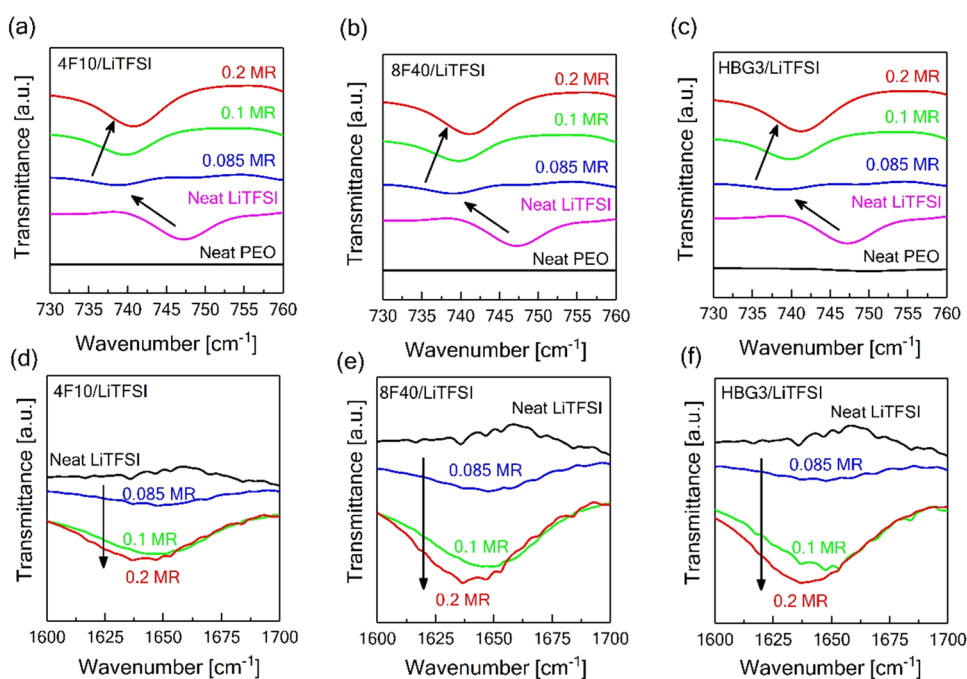 (a)
4F10/LiTFSI
0.2 MR
0.1 MR
0.085 MR
Neat LiTFSI
Neat PEO
Transmittance [a.u.]
730 735 740 745 750 755 760
Wavenumber [cm⁻¹]
(b)
8F40/LiTFSI
0.2 MR
0.1 MR
0.085 MR
Neat LiTFSI
Neat PEO
Transmittance [a.u.]
730 735 740 745 750 755 760
Wavenumber [cm⁻¹]
(c)
HBG3/LiTFSI
0.2 MR
0.1 MR
0.085 MR
Neat LiTFSI
Neat PEO
Transmittance [a.u.]
730 735 740 745 750 755 760
Wavenumber [cm⁻¹]
(d)
4F10/LiTFSI
Neat LiTFSI
0.085 MR
0.1 MR
0.2 MR
Transmittance [a.u.]
1600 1625 1650 1675 1700
Wavenumber [cm⁻¹]
(e)
8F40/LiTFSI
Neat LiTFSI
0.085 MR
0.1 MR
0.2 MR
Transmittance [a.u.]
1600 1625 1650 1675 1700
Wavenumber [cm⁻¹]
(f)
HBG3/LiTFSI
Neat LiTFSI
0.085 MR
0.1 MR
0.2 MR
Transmittance [a.u.]
1600 1625 1650 1675 1700
Wavenumber [cm⁻¹]